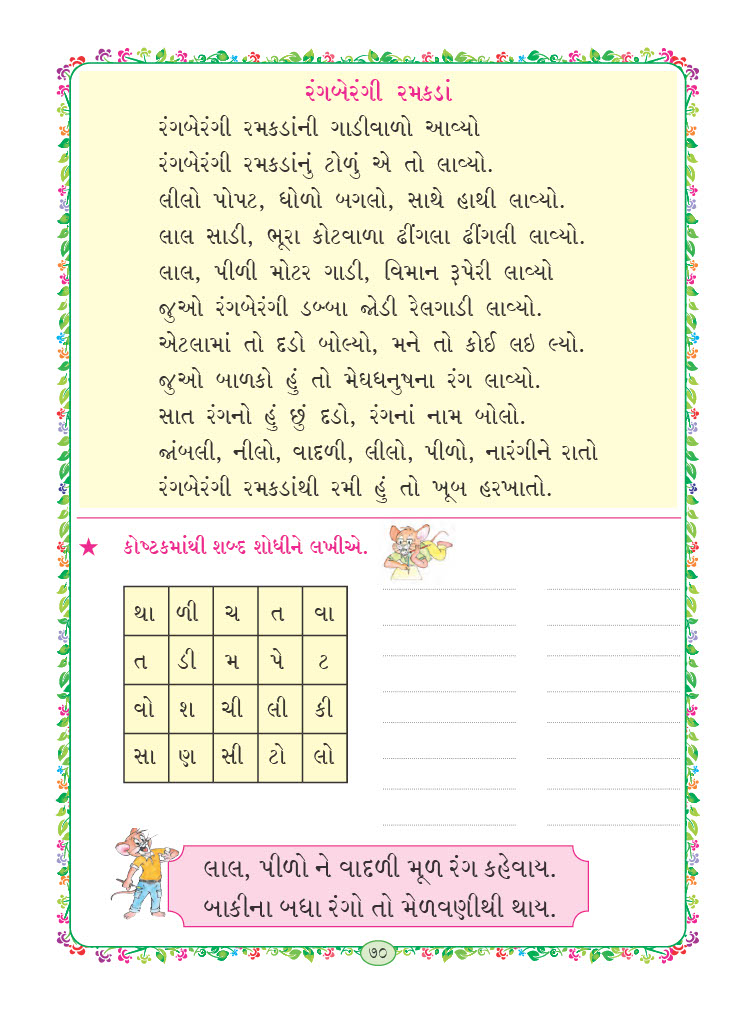 રંગબેરંગી રમકડાં
રંગબેરંગી રમકડાંની ગાડીવાળો આવ્યો
રંગબેરંગી રમકડાંનું ટોળું એ તો લાવ્યો.
લીલો પોપટ, ધોળો બગલો, સાથે હાથી લાવ્યો.
લાલ સાડી, ભૂરા કોટવાળા ઢીંગલા ઢીંગલી લાવ્યો.
લાલ, પીળી મોટર ગાડી, વિમાન રૂપેરી લાવ્યો
જુઓ રંગબેરંગી ડબ્બા જોડી રેલગાડી લાવ્યો.
એટલામાં તો દડો બોલ્યો, મને તો કોઈ લઇ લ્યો.
જુઓ બાળકો હું તો મેઘધનુષના રંગ લાવ્યો.
સાત રંગનો હું છું દડો, રંગનાં નામ બોલો.
જાંબલી, નીલો, વાદળી, લીલો, પીળો, નારંગીને રાતો
રંગબેરંગી રમકડાંથી રમી હું તો ખૂબ હરખાતો.
★ કોષ્ટકમાંથી શબ્દ શોધીને લખીએ.
થા ળી ચ ત વા
ત ડી મ પે ટ
વો શ ચી લી કી
સા ણ સી ટો લો
લાલ, પીળો ને વાદળી મૂળ રંગ કહેવાય.
બાકીના બધા રંગો તો મેળવણીથી થાય.
૭૦